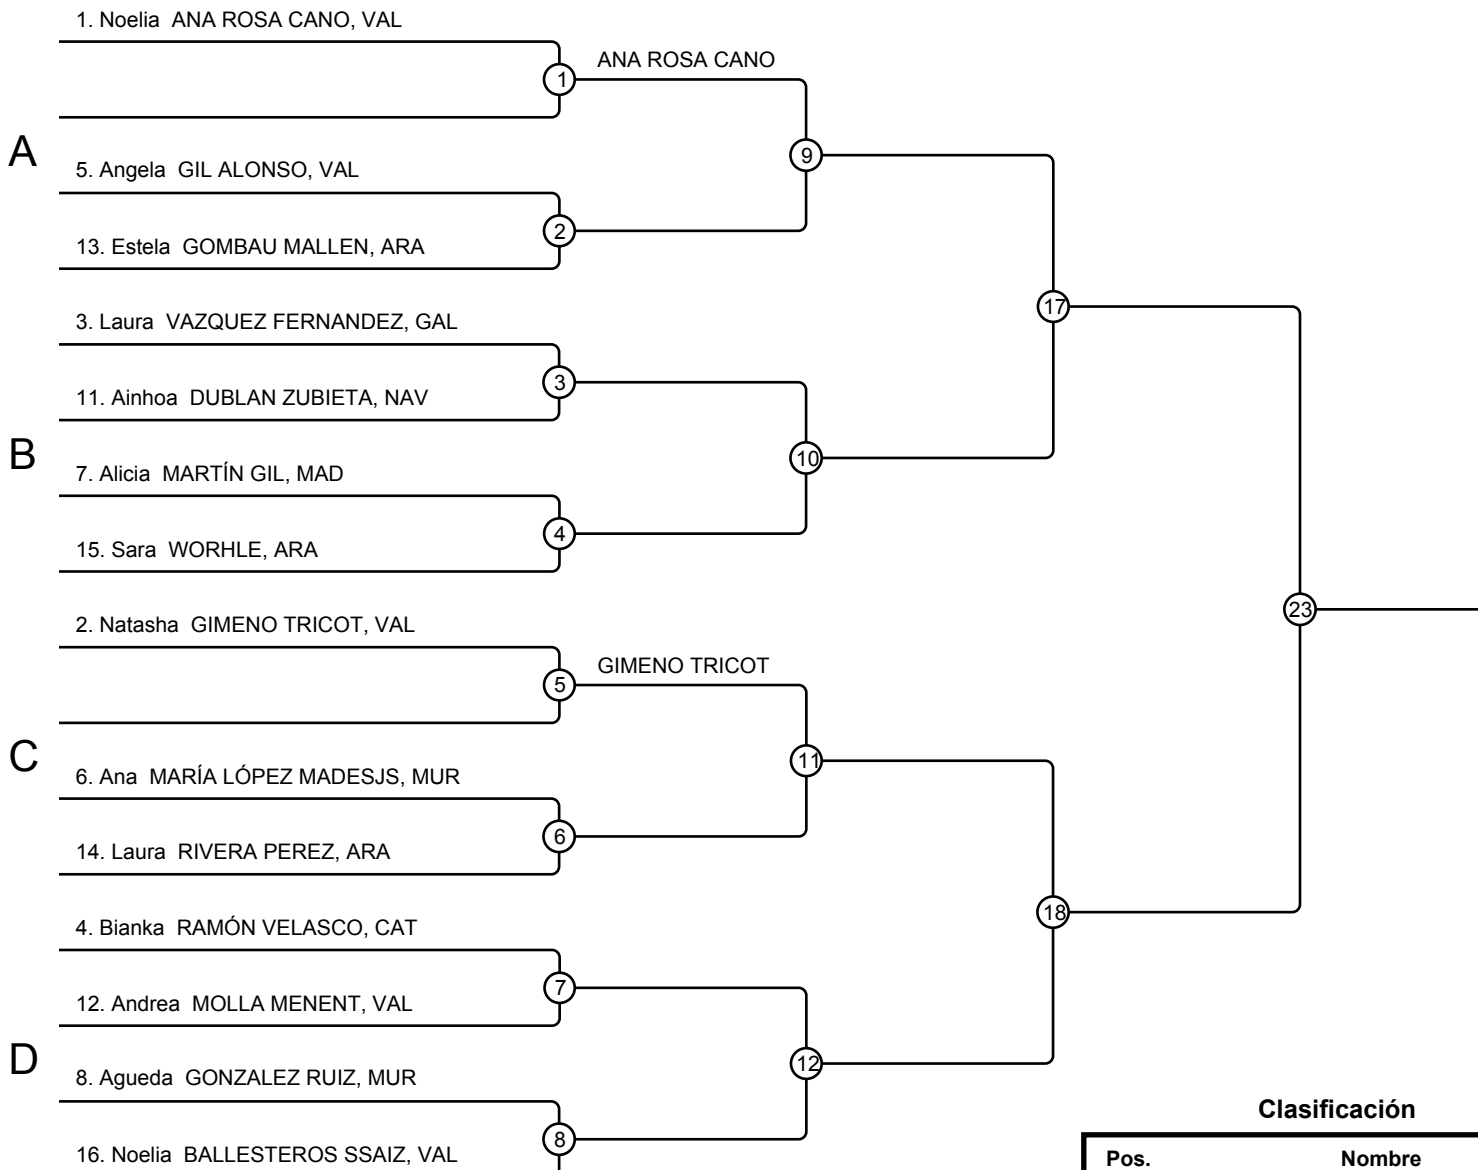 1. Noelia  ANA ROSA CANO, VAL
ANA ROSA CANO
1
A
9
5. Angela  GIL ALONSO, VAL
2
13. Estela  GOMBAU MALLEN, ARA
17
3. Laura  VAZQUEZ FERNANDEZ, GAL
3
11. Ainhoa  DUBLAN ZUBIETA, NAV
B
10
7. Alicia  MARTÍN GIL, MAD
4
15. Sara  WORHLE, ARA
23
2. Natasha  GIMENO TRICOT, VAL
GIMENO TRICOT
5
C
11
6. Ana  MARÍA LÓPEZ MADESJS, MUR
6
14. Laura  RIVERA PEREZ, ARA
18
4. Bianka  RAMÓN VELASCO, CAT
7
12. Andrea  MOLLA MENENT, VAL
D
12
8. Agueda  GONZALEZ RUIZ, MUR
8
16. Noelia  BALLESTEROS SSAIZ, VAL
Clasificación
Pos. Nombre